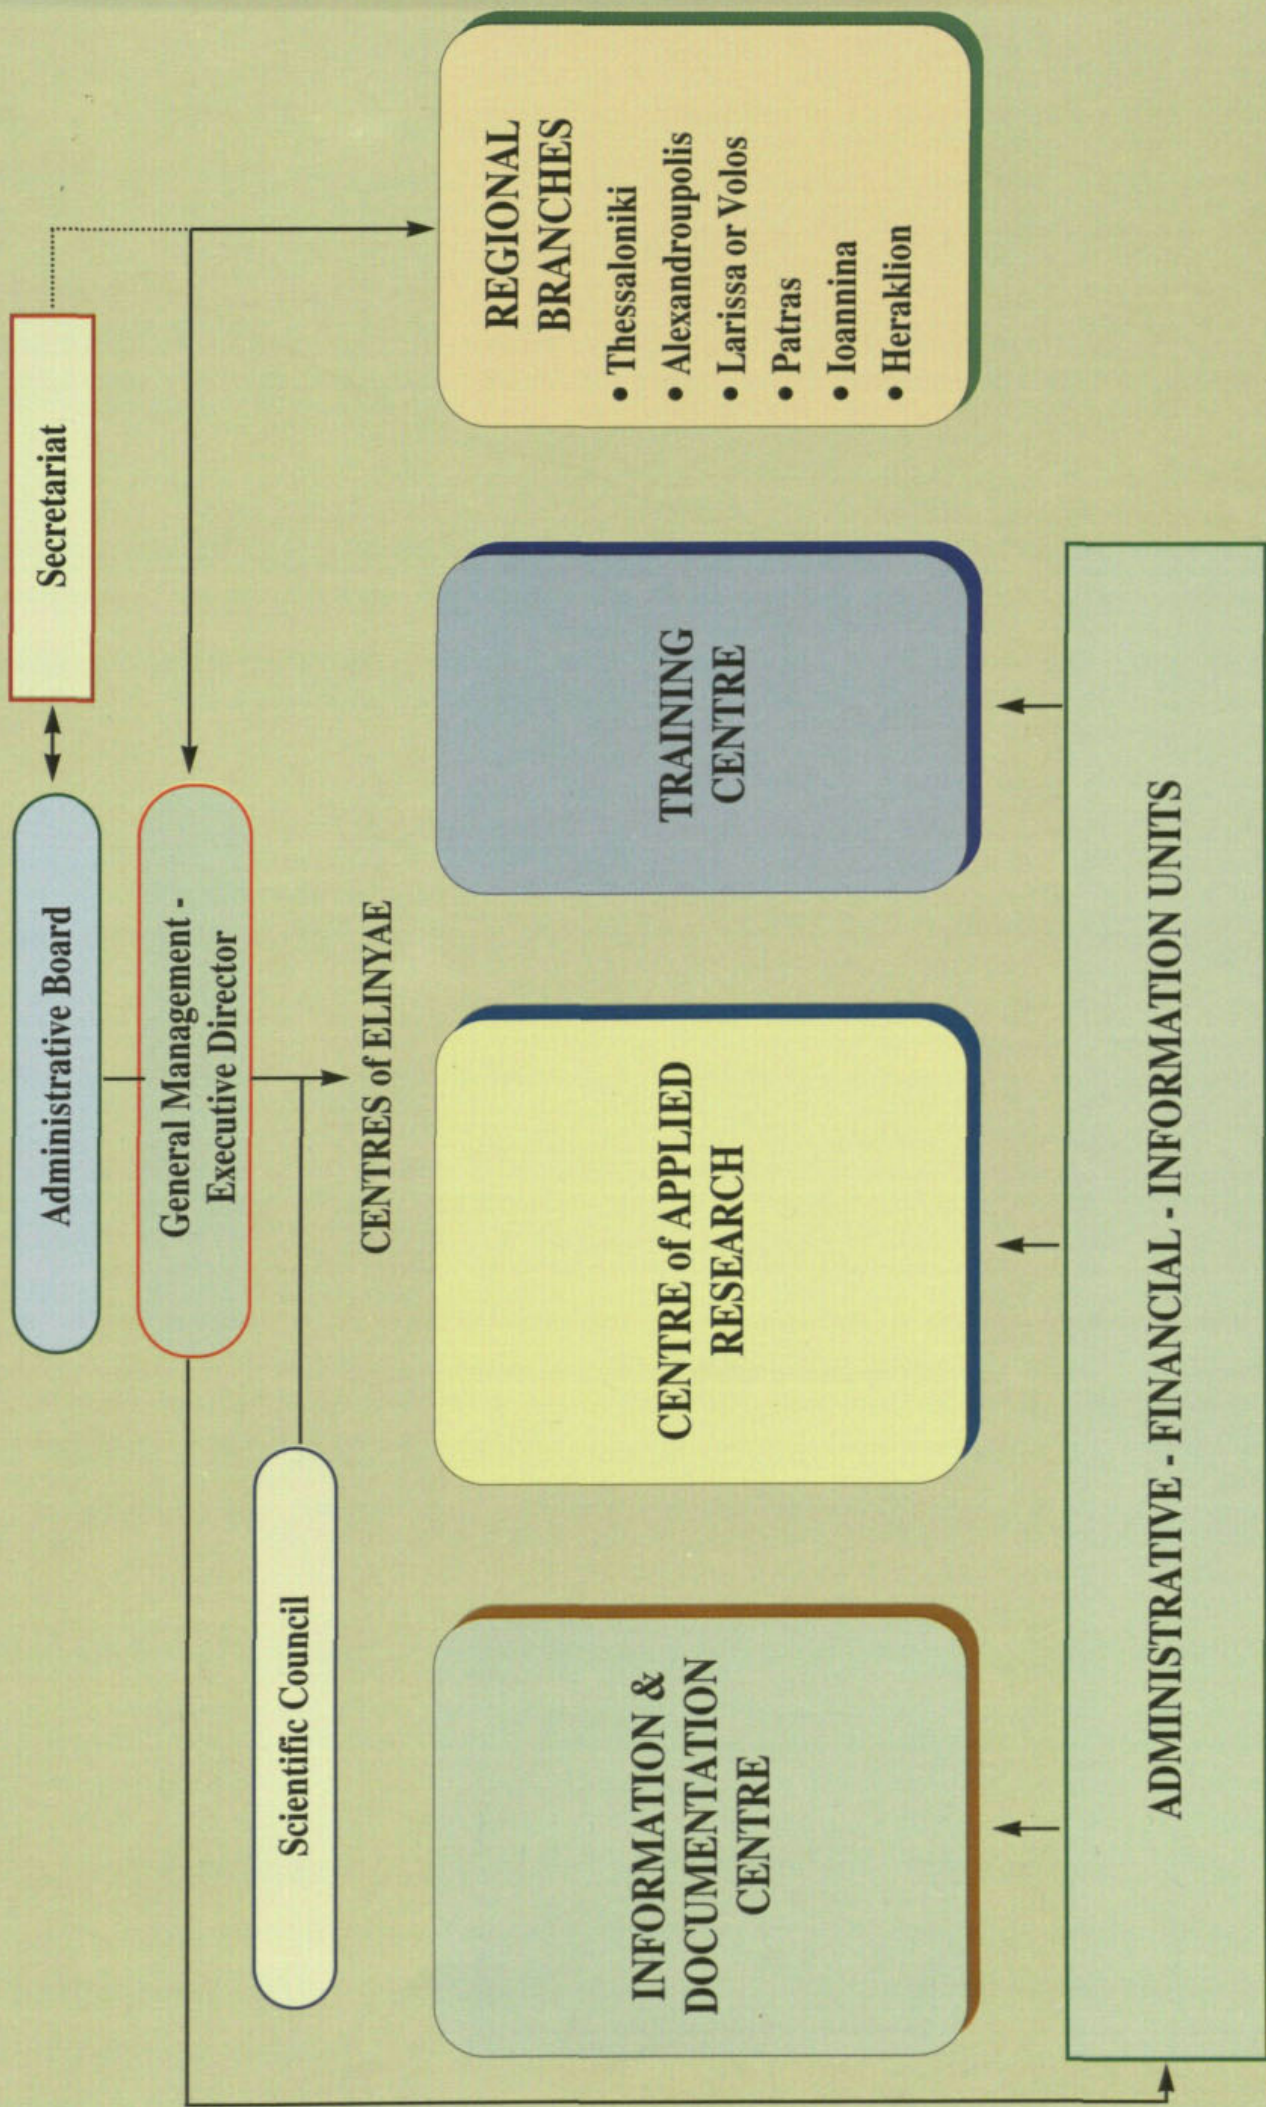 Administrative Board
Secretariat
General Management -
Executive Director
Scientific Council
CENTRES of ELINYAE
INFORMATION &
DOCUMENTATION
CENTRE
CENTRE of APPLIED
RESEARCH
TRAINING
CENTRE
REGIONAL
BRANCHES
• Thessaloniki
• Alexandroupolis
• Larissa or Volos
• Patras
• Ioannina
• Heraklion
ADMINISTRATIVE - FINANCIAL - INFORMATION UNITS